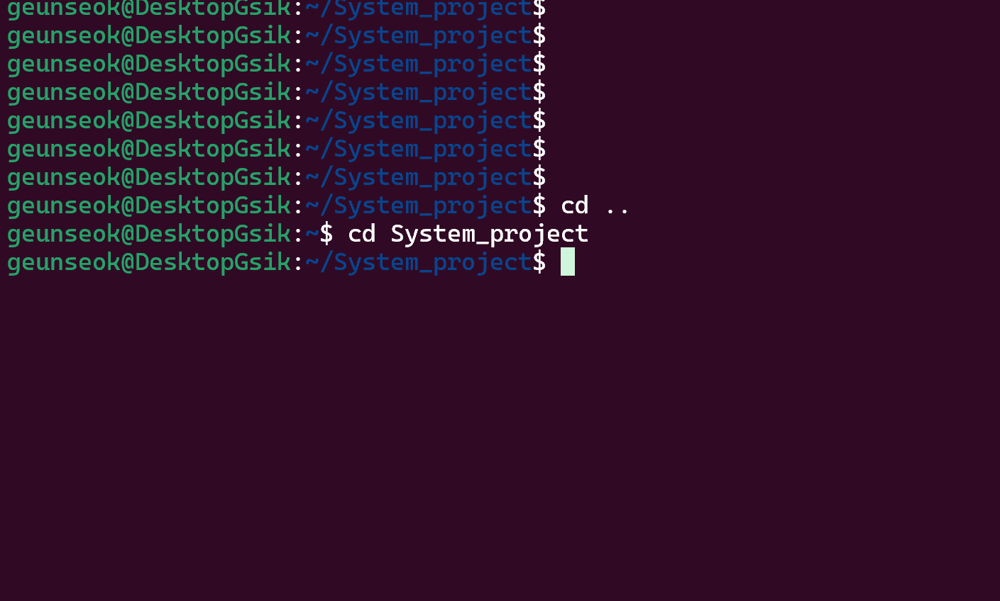 geunseok@DesktopGsik:~/System_project$
geunseok@DesktopGsik:~/System_project$
geunseok@DesktopGsik:~/System_project$
geunseok@DesktopGsik:~/System_project$
geunseok@DesktopGsik:~/System_project$
geunseok@DesktopGsik:~/System_project$
geunseok@DesktopGsik:~/System_project$
geunseok@DesktopGsik:~/System_project$ cd ..
geunseok@DesktopGsik:~$ cd System_project
geunseok@DesktopGsik:~/System_project$